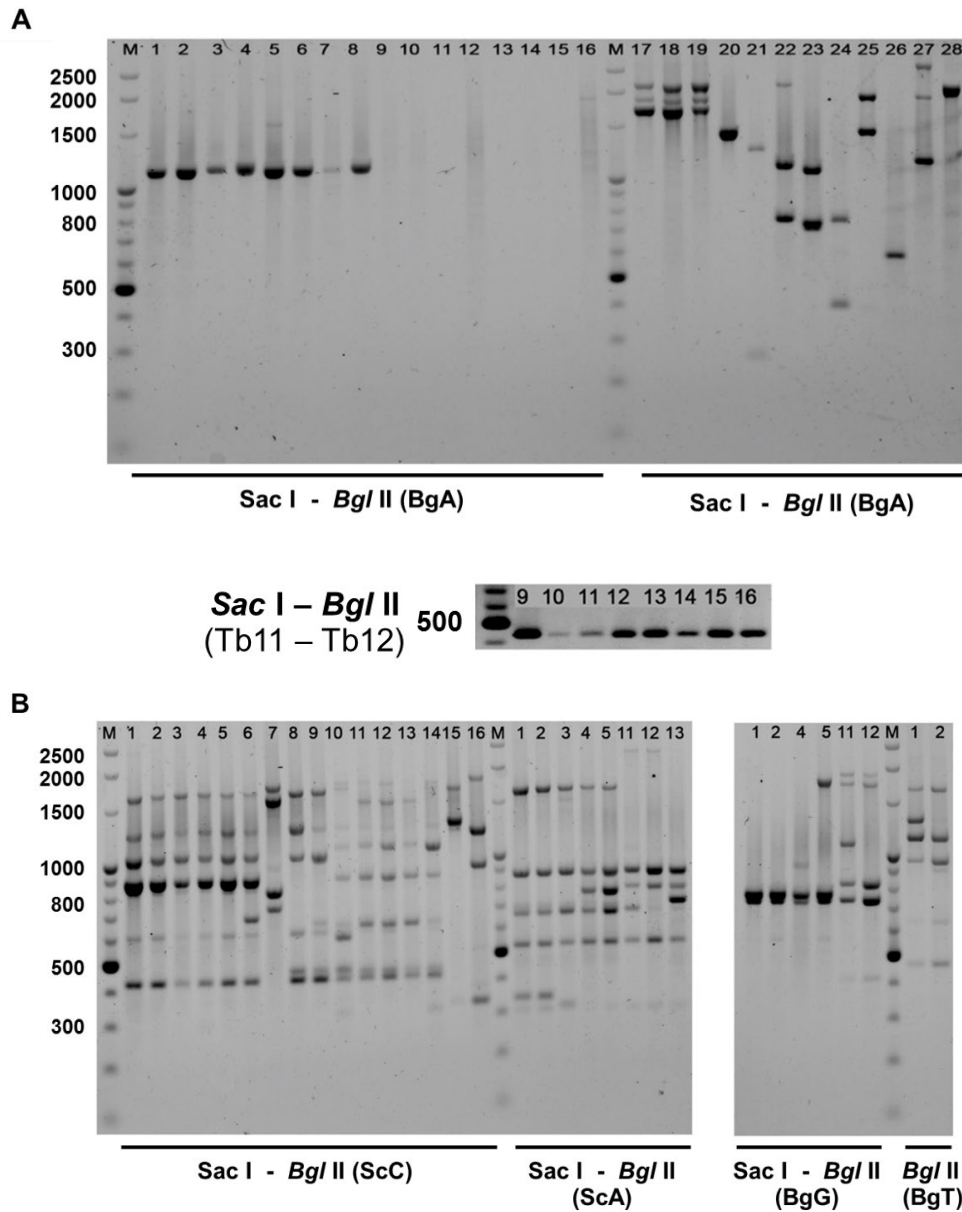 A
M 1 2 3 4 5 6 7 8 9 10 11 12 13 14 15 16 M 17 18 19 20 21 22 23 24 25 26 27 28
2500
2000
1500
1000
800
500
300
Sac I - Bgl II (BgA) Sac I - Bgl II (BgA)
Sac I – Bgl II
(Tb11 – Tb12)
500
9 10 11 12 13 14 15 16
B
M 1 2 3 4 5 6 7 8 9 10 11 12 13 14 15 16 M 1 2 3 4 5 11 12 13 1 2 4 5 11 12 M 1 2
2500
2000
1500
1000
800
500
300
Sac I - Bgl II (ScC)
Sac I - Bgl II
(ScA)
Sac I - Bgl II
(BgG)
Bgl II
(BgT)